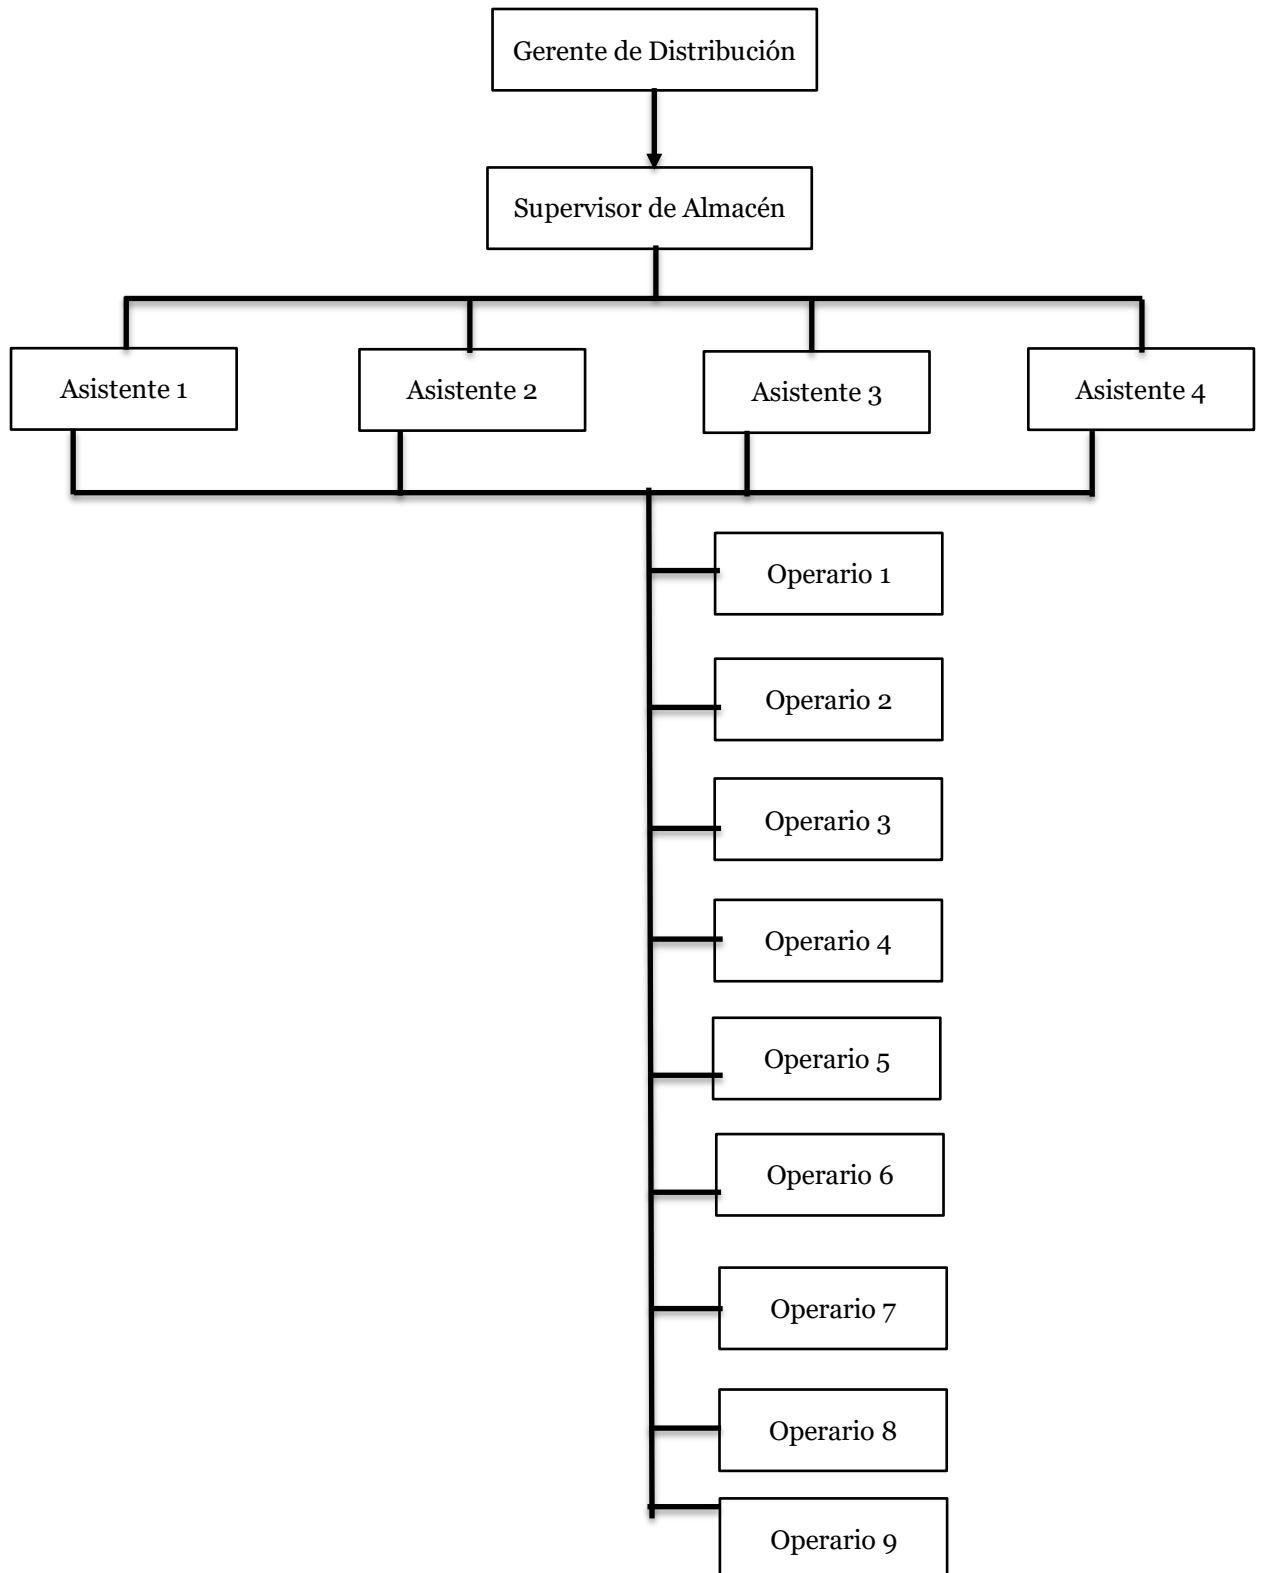 Gerente de Distribución
Supervisor de Almacén
Asistente 1
Asistente 2
Asistente 3
Asistente 4
Operario 1
Operario 2
Operario 3
Operario 4
Operario 5
Operario 6
Operario 7
Operario 8
Operario 9